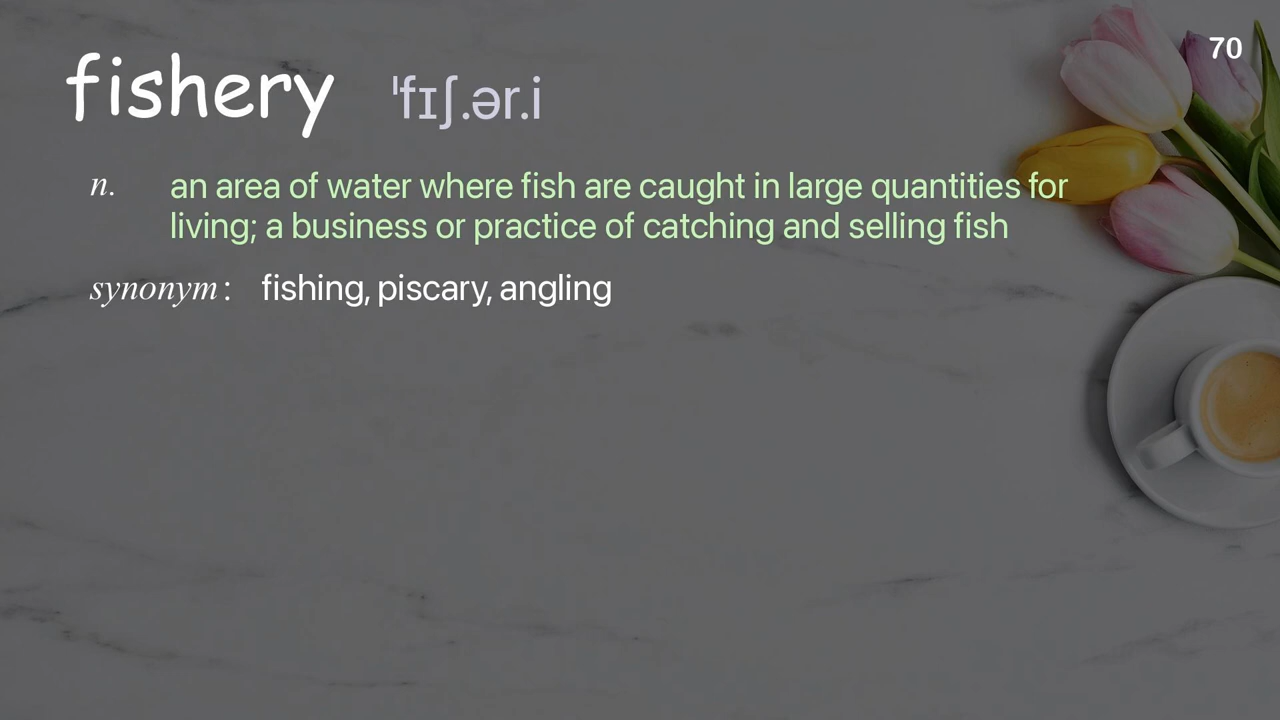 fishery ˈfɪʃ.ər.i
70
n. an area of water where fish are caught in large quantities for
living; a business or practice of catching and selling fish
synonym : fishing, piscary, angling